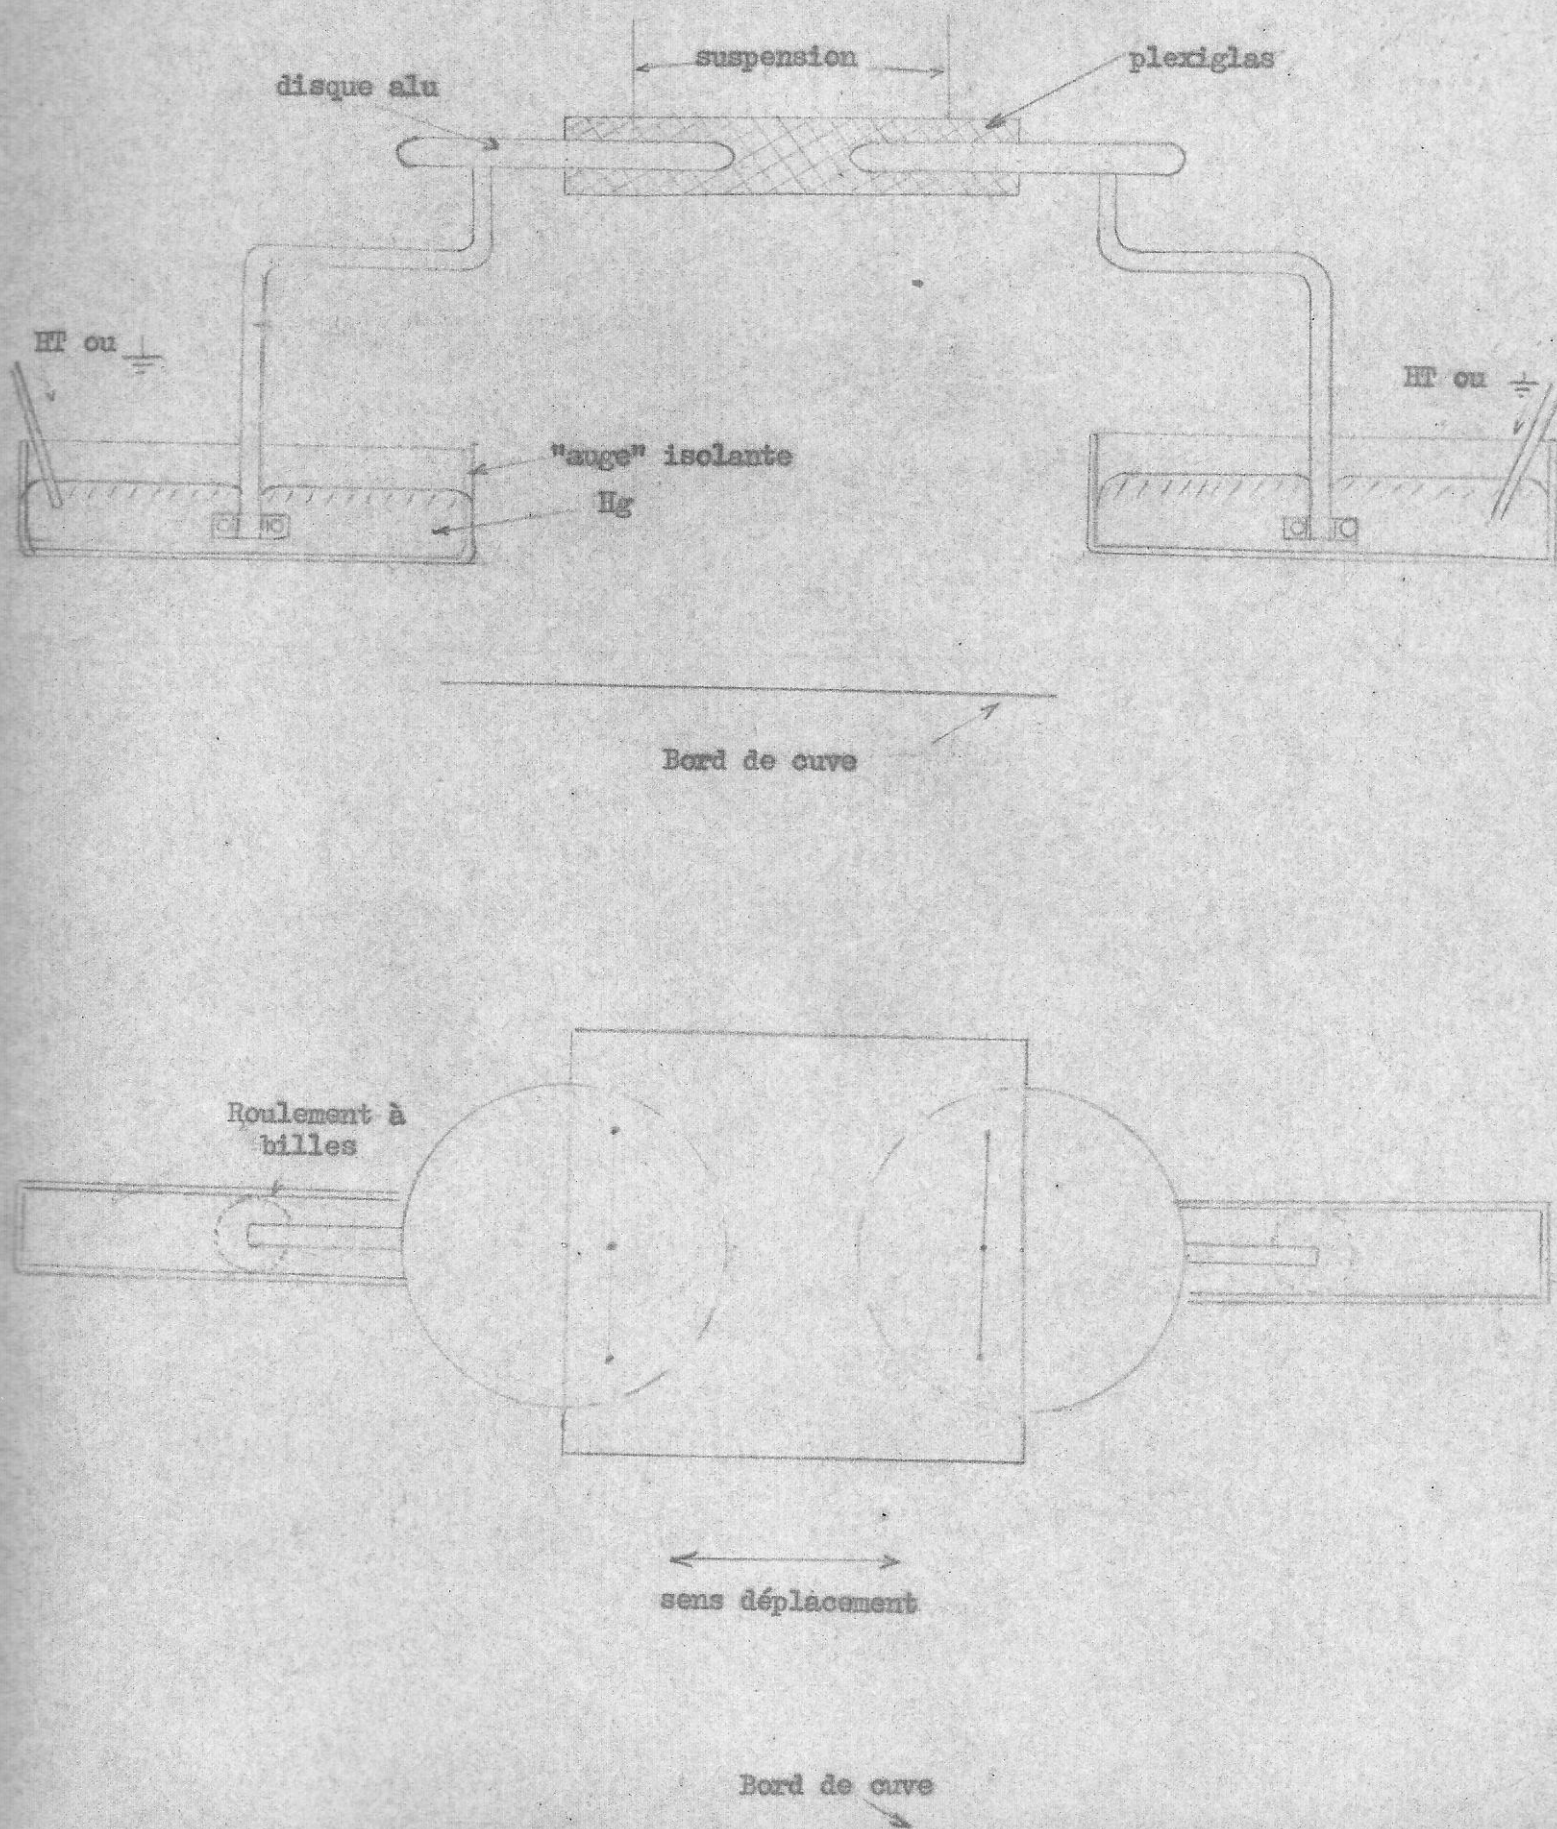 suspension
plexiglas
disque alu
HT ou
HT ou
"auge" isolante
Hg
Bord de cuve
Roulement à
billes
sens déplacement
Bord de cuve